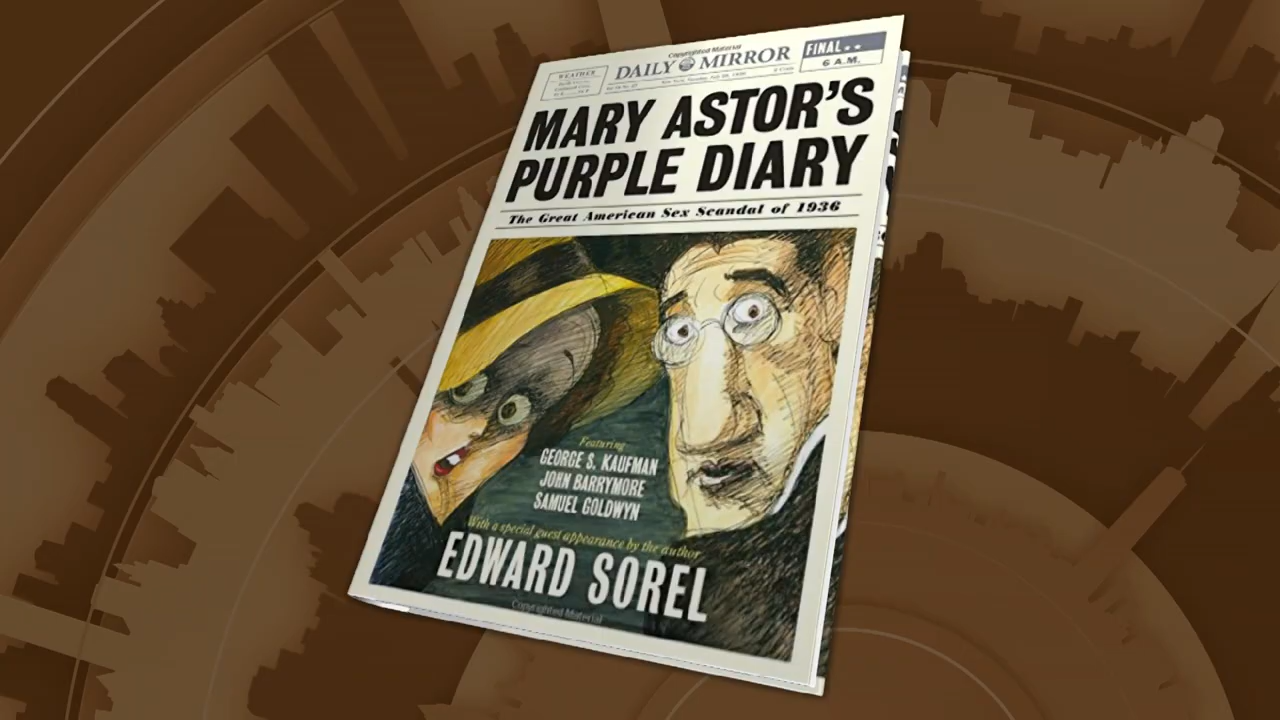 Copyrighted Material
WEATHER
DAILY MIRROR
FINAL★★
6 A.M.
MARY ASTOR'S
PURPLE DIARY
The Great American Sex Scandal of 1936
Featuring
GEORGE S. KAUFMAN
JOHN BARRYMORE
SAMUEL GOLDWYN
With a special guest appearance by the author
EDWARD SOREL
Copyrighted Material